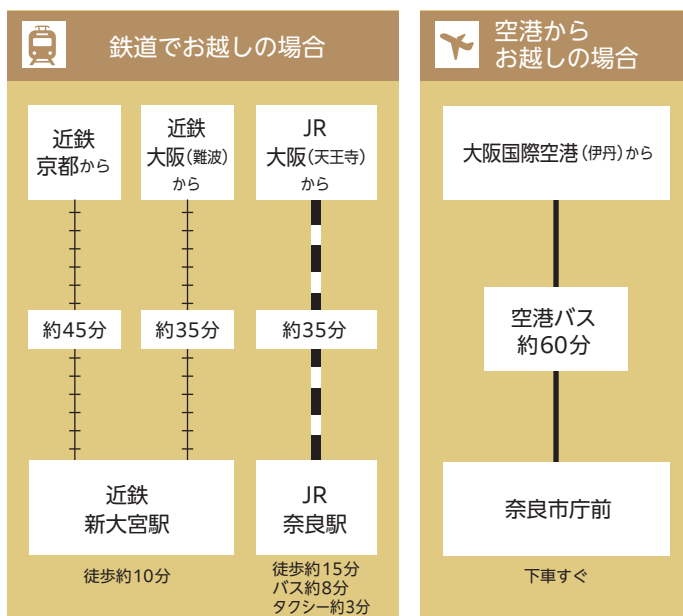 鉄道でお越しの場合
近鉄
京都から
近鉄
大阪(難波)
から
JR
大阪(天王寺)
から
約45分
約35分
約35分
近鉄
新大宮駅
JR
奈良駅
徒歩約10分
徒歩約15分
バス約8分
タクシー約3分
空港から
お越しの場合
大阪国際空港(伊丹)から
空港バス
約60分
奈良市庁前
下車すぐ